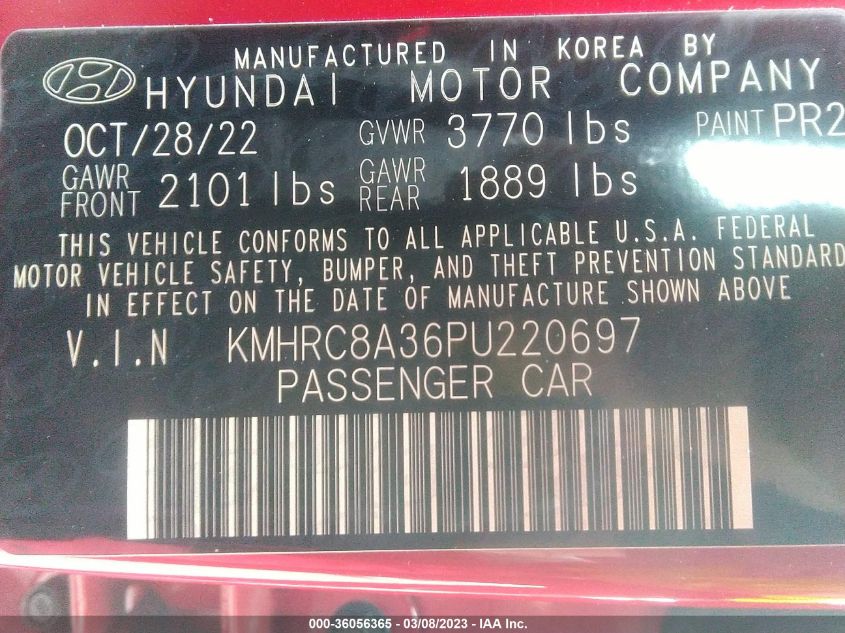 MANUFACTURED IN KOREA BY
HYUNDAI MOTOR COMPANY
OCT/28/22 GVWR 3770 lbs PAINT PR2
GAWR FRONT 2101 lbs GAWR REAR 1889 lbs
THIS VEHICLE CONFORMS TO ALL APPLICABLE U.S.A. FEDERAL
MOTOR VEHICLE SAFETY, BUMPER, AND THEFT PREVENTION STANDARD
IN EFFECT ON THE DATE OF MANUFACTURE SHOWN ABOVE
V.I.N KMHRC8A36PU220697
PASSENGER CAR
000-36056365 - 03/08/2023 - IAA Inc.